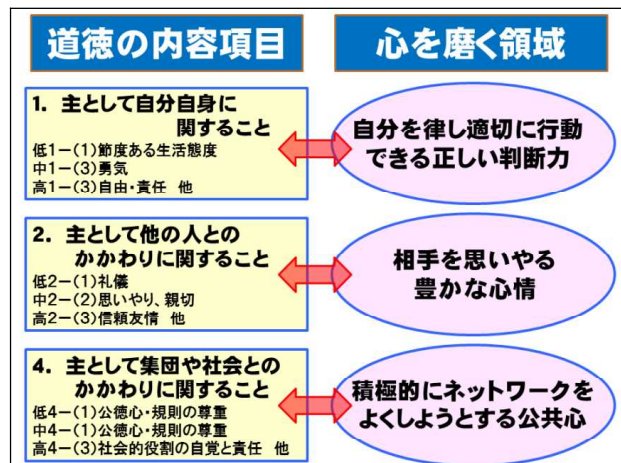 道徳の内容項目
心を磨く領域
1. 主として自分自身に
関すること
低1－(1)節度ある生活態度
中1－(3)勇気
高1－(3)自由・責任 他
自分を律し適切に行動
できる正しい判断力
2. 主として他の人との
かかわりに関すること
低2－(1)礼儀
中2－(2)思いやり、親切
高2－(3)信頼友情 他
相手を思いやる
豊かな心情
4. 主として集団や社会との
かかわりに関すること
低4－(1)公徳心・規則の尊重
中4－(1)公徳心・規則の尊重
高4－(3)社会的役割の自覚と責任 他
積極的にネットワークを
よくしようとする公共心